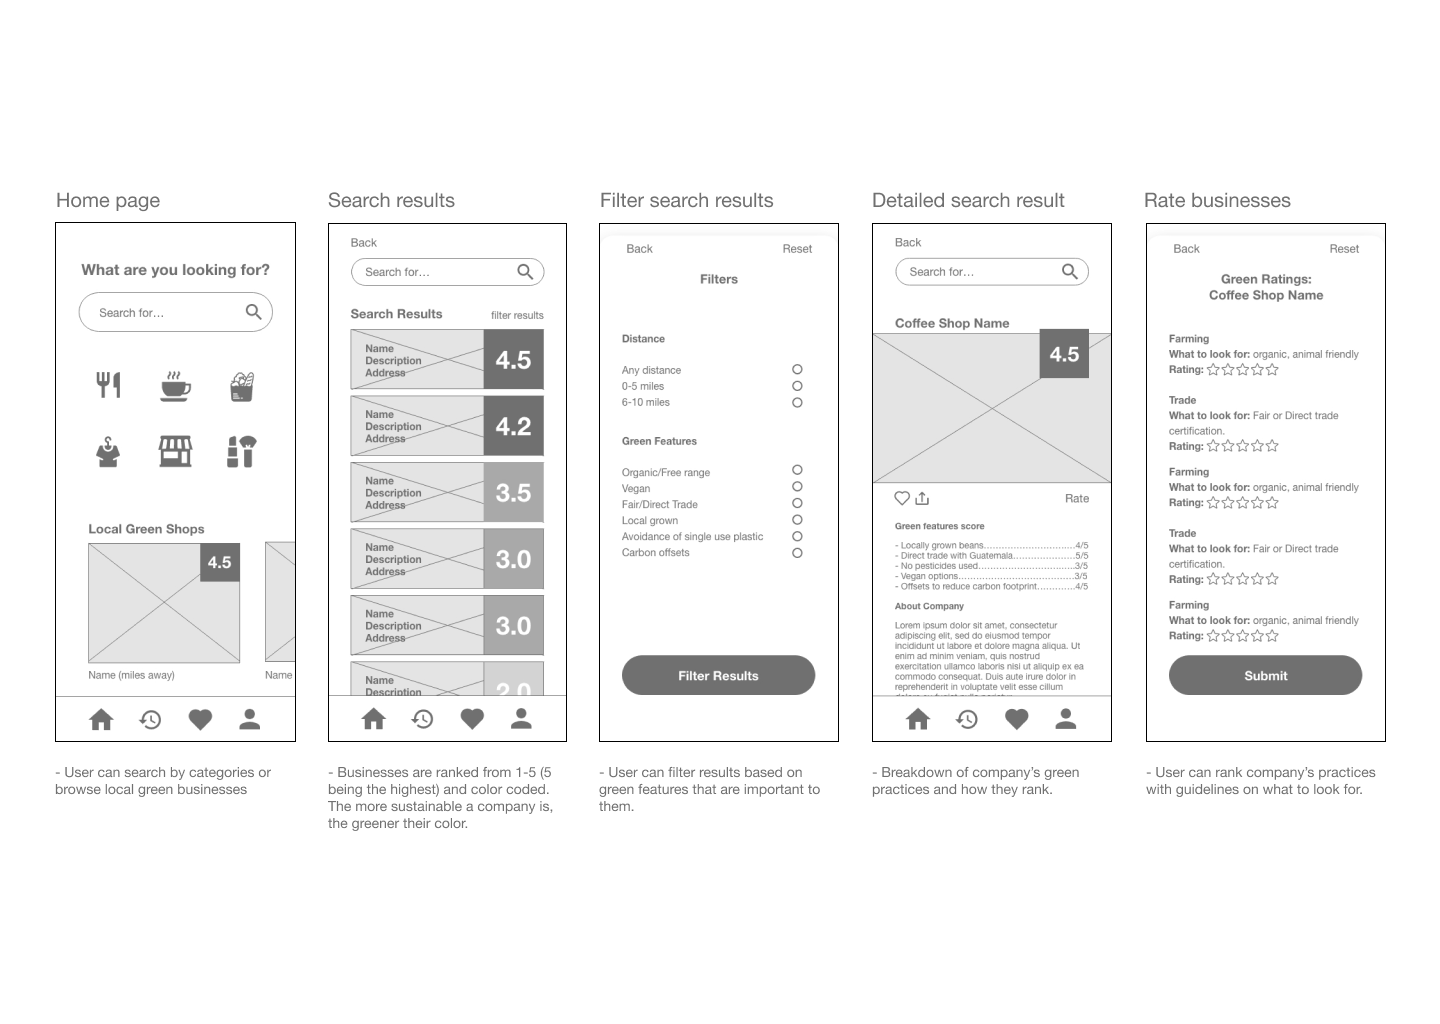 Home page
What are you looking for?
Search for...
Local Green Shops
4.5
Name (miles away)
Name
- User can search by categories or
browse local green businesses
Search results
Back
Search for...
Search Results filter results
Name
Description
Address
4.5
Name
Description
Address
4.2
Name
Description
Address
3.5
Name
Description
Address
3.0
Name
Description
Address
3.0
Name
Description
2.0
- Businesses are ranked from 1-5 (5
being the highest) and color coded.
The more sustainable a company is,
the greener their color.
Filter search results
Back Reset
Filters
Distance
Any distance
0-5 miles
6-10 miles
Green Features
Organic/Free range
Vegan
Fair/Direct Trade
Local grown
Avoidance of single use plastic
Carbon offsets
Filter Results
- User can filter results based on
green features that are important to
them.
Detailed search result
Back
Search for...
Coffee Shop Name
4.5
Rate
Green features score
- Locally grown beans..............................4/5
- Direct trade with Guatemala.....................5/5
- No pesticides used................................3/5
- Vegan options.......................................3/5
- Offsets to reduce carbon footprint............4/5
About Company
Lorem ipsum dolor sit amet, consectetur
adipiscing elit, sed do eiusmod tempor
incididunt ut labore et dolore magna aliqua. Ut
enim ad minim veniam, quis nostrud
exercitation ullamco laboris nisi ut aliquip ex ea
commodo consequat. Duis aute irure dolor in
reprehenderit in voluptate velit esse cillum
- Breakdown of company's green
practices and how they rank.
Rate businesses
Back Reset
Green Ratings:
Coffee Shop Name
Farming
What to look for: organic, animal friendly
Rating:
Trade
What to look for: Fair or Direct trade
certification.
Rating:
Farming
What to look for: organic, animal friendly
Rating:
Trade
What to look for: Fair or Direct trade
certification.
Rating:
Farming
What to look for: organic, animal friendly
Rating:
Submit
- User can rank company's practices
with guidelines on what to look for.